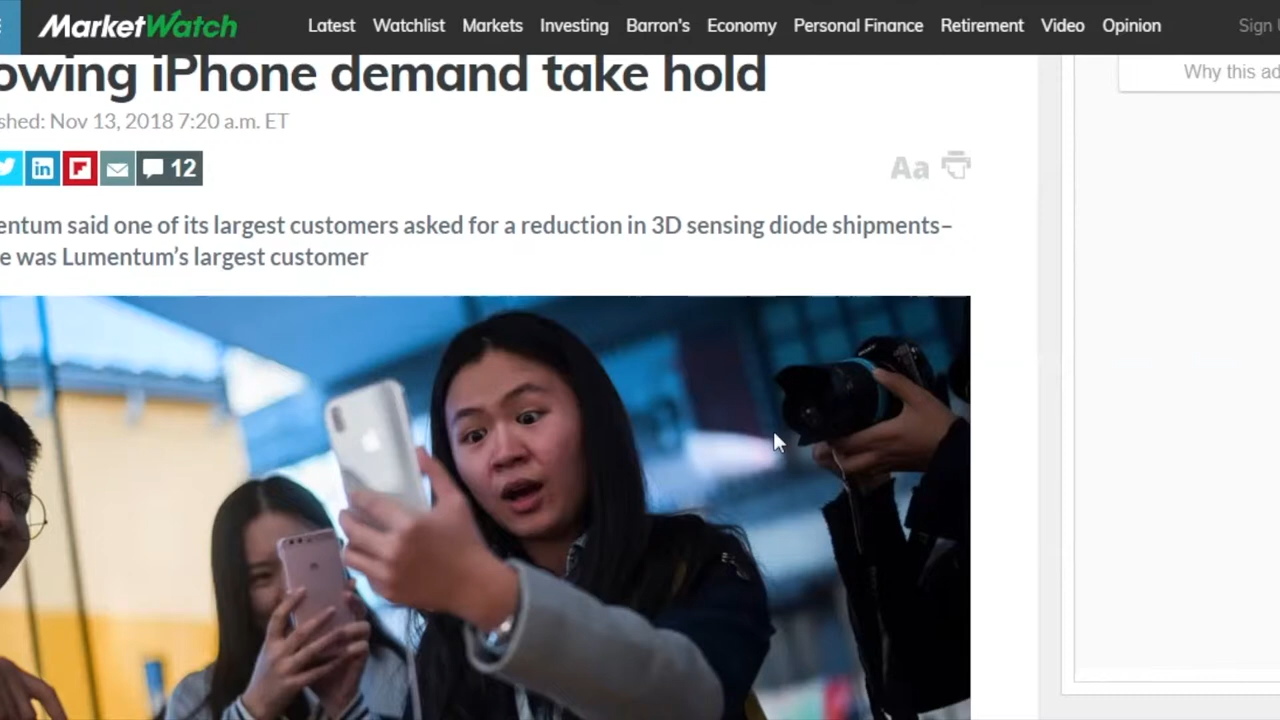 MarketWatch Latest Watchlist Markets Investing Barron's Economy Personal Finance Retirement Video Opinion Sign
owing iPhone demand take hold
Why this ad
shed: Nov 13, 2018 7:20 a.m. ET
in 12 Aa
entum said one of its largest customers asked for a reduction in 3D sensing diode shipments–
e was Lumentum's largest customer